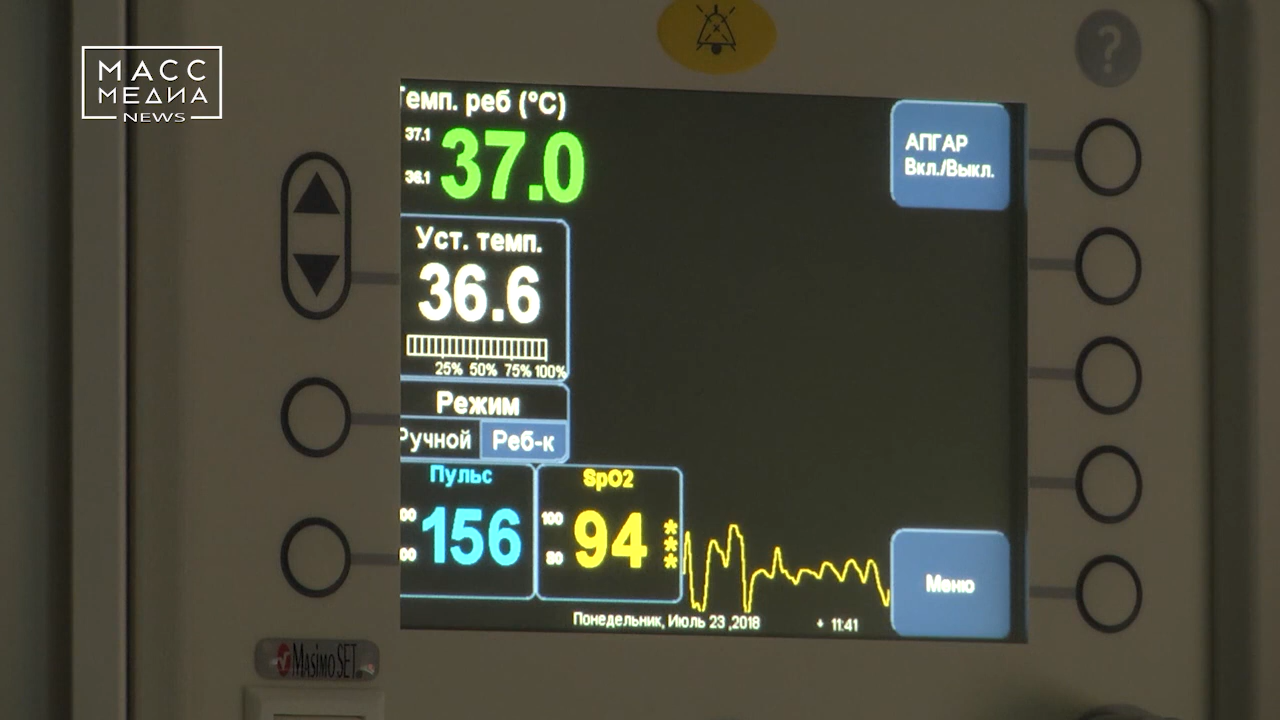 МАСС
МЕДИА
NEWS
?
Темп. реб (°C)
37.1
37.0
36.1
АПГАР
Вкл./Выкл.
Уст. темп.
36.6
25% 50% 75% 100%
Режим
Ручной Реб-к
Пульс
156
SpO2
100
94
80
***
Меню
Понедельник, Июль 23 ,2018
11:41
Masimo SET